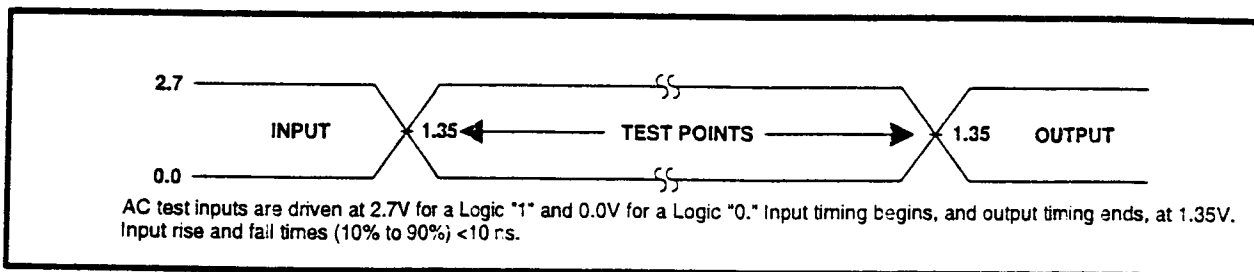 2.7
INPUT 1.35 TEST POINTS 1.35 OUTPUT
0.0
AC test inputs are driven at 2.7V for a Logic "1" and 0.0V for a Logic "0." Input timing begins, and output timing ends, at 1.35V.
Input rise and fall times (10% to 90%) <10 ns.